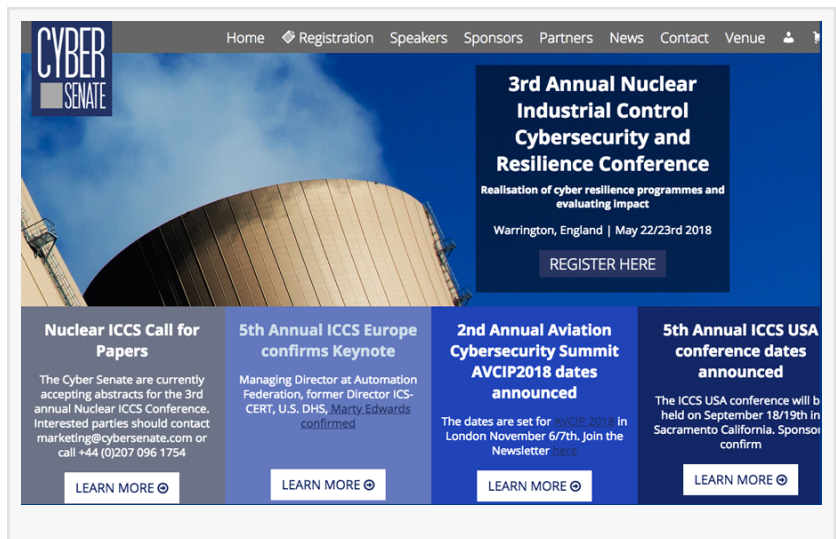 CYBER
SENATE
Home Registration Speakers Sponsors Partners News Contact Venue
3rd Annual Nuclear
Industrial Control
Cybersecurity and
Resilience Conference
Realisation of cyber resilience programmes and
evaluating impact
Warrington, England | May 22/23rd 2018
REGISTER HERE
Nuclear ICCS Call for
Papers
The Cyber Senate are currently
accepting abstracts for the 3rd
annual Nuclear ICCS Conference.
Interested parties should contact
marketing@cybersenate.com or
call +44 (0)207 096 1754
LEARN MORE
5th Annual ICCS Europe
confirms Keynote
Managing Director at Automation
Federation, former Director ICS-
CERT, U.S. DHS, Marty Edwards
confirmed
LEARN MORE
2nd Annual Aviation
Cybersecurity Summit
AVCIP2018 dates
announced
The dates are set for AVCIP 2018 in
London November 6/7th. Join the
Newsletter here
LEARN MORE
5th Annual ICCS USA
conference dates
announced
The ICCS USA conference will b
held on September 18/19th in
Sacramento California. Sponso
confirm
LEARN MORE